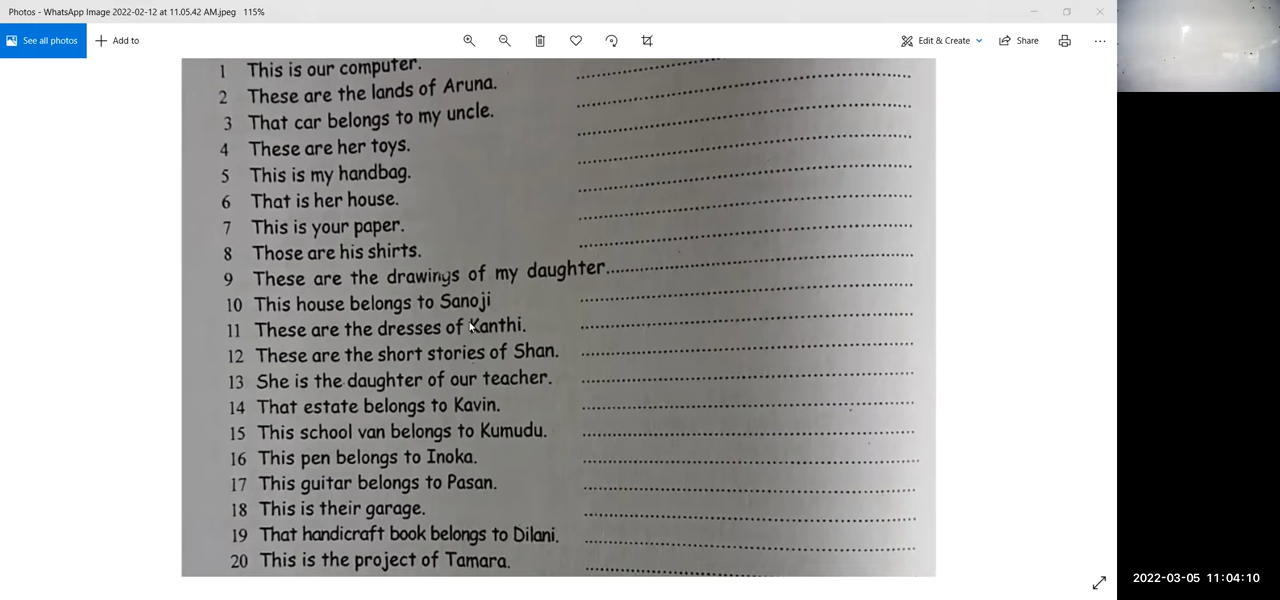 Photos - WhatsApp Image 2022-02-12 at 11.05.42 AM.jpeg 115%
See all photos
Add to
Edit & Create
Share
1 This is our computer.
2 These are the lands of Aruna.
3 That car belongs to my uncle.
4 These are her toys.
5 This is my handbag.
6 That is her house.
7 This is your paper.
8 Those are his shirts.
9 These are the drawings of my daughter.
10 This house belongs to Sanoji
11 These are the dresses of Kanthi.
12 These are the short stories of Shan.
13 She is the daughter of our teacher.
14 That estate belongs to Kavin.
15 This school van belongs to Kumudu.
16 This pen belongs to Inoka.
17 This guitar belongs to Pasan.
18 This is their garage.
19 That handicraft book belongs to Dilani.
20 This is the project of Tamara.
2022-03-05 11:04:10